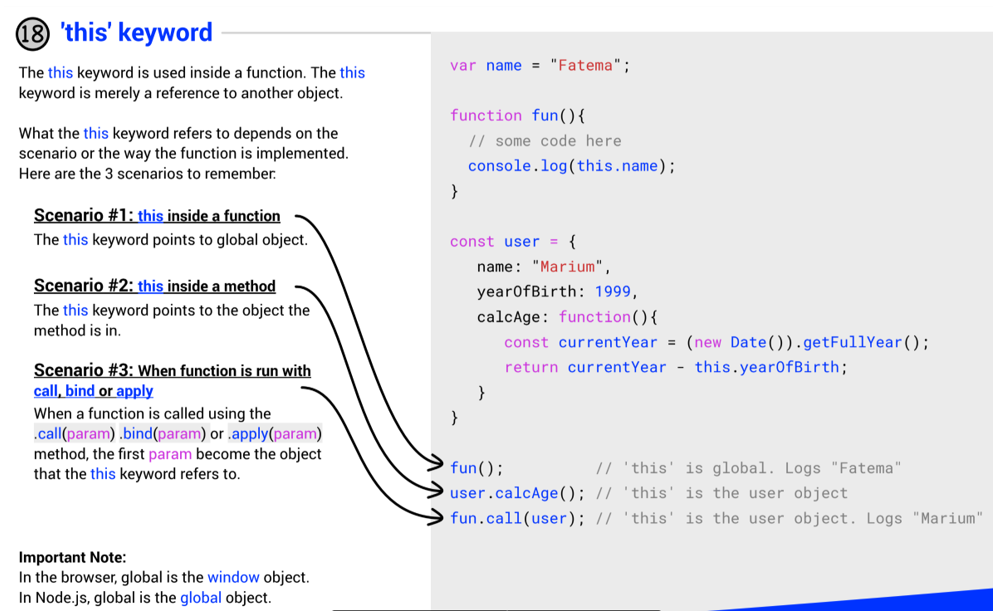 18 'this' keyword
The this keyword is used inside a function. The this
keyword is merely a reference to another object.
What the this keyword refers to depends on the
scenario or the way the function is implemented.
Here are the 3 scenarios to remember:
Scenario #1: this inside a function
The this keyword points to global object.
Scenario #2: this inside a method
The this keyword points to the object the
method is in.
Scenario #3: When function is run with
call, bind or apply
When a function is called using the
.call(param) .bind(param) or .apply(param)
method, the first param become the object
that the this keyword refers to.
Important Note:
In the browser, global is the window object.
In Node.js, global is the global object.
var name = "Fatema";
function fun(){
// some code here
console.log(this.name);
}
const user = {
name: "Marium",
yearOfBirth: 1999,
calcAge: function(){
const currentYear = (new Date()).getFullYear();
return currentYear - this.yearOfBirth;
}
}
fun(); // 'this' is global. Logs "Fatema"
user.calcAge(); // 'this' is the user object
fun.call(user); // 'this' is the user object. Logs "Marium"